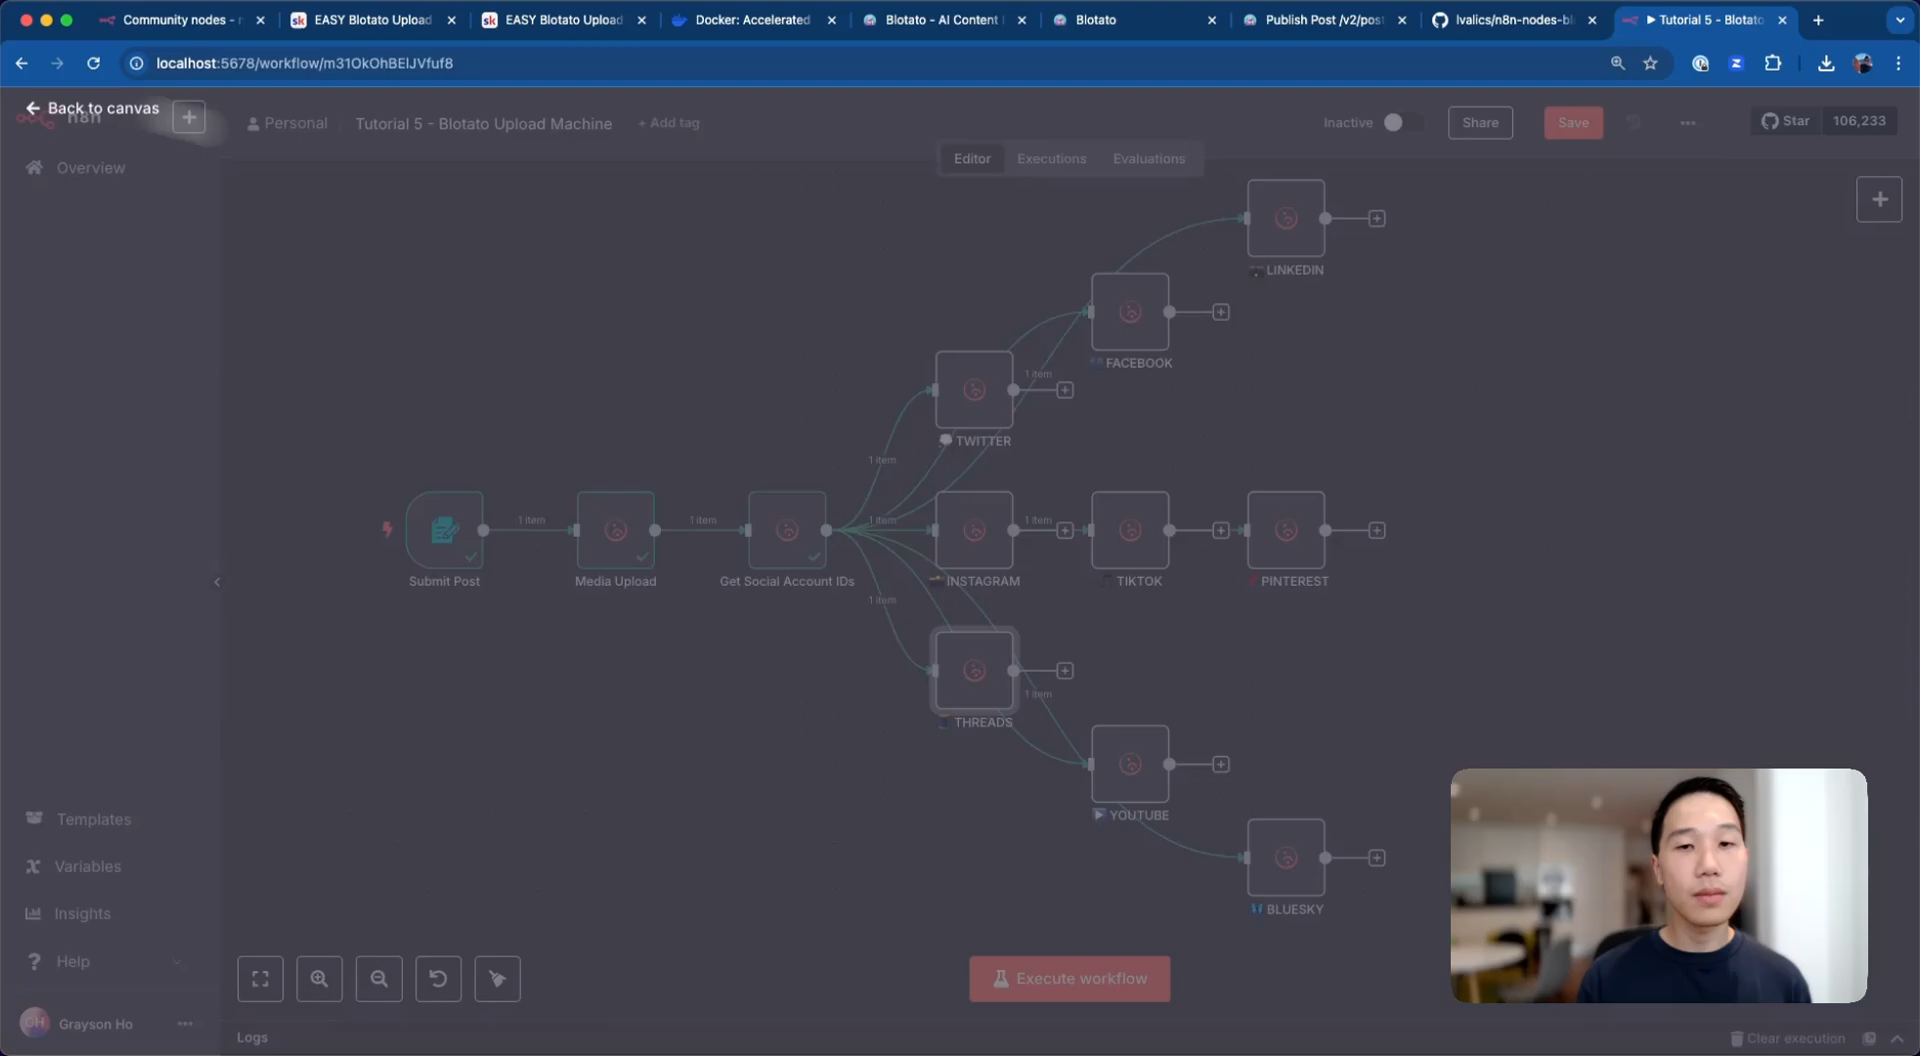 Community nodes - n
EASY Blotato Upload
EASY Blotato Upload
Docker: Accelerated
Blotato - AI Content
Blotato
Publish Post /v2/post
lvalics/n8n-nodes-bl
Tutorial 5 - Blotato
localhost:5678/workflow/m31OkOhBEIJVfuf8
Back to canvas
n8n
Personal
Tutorial 5 - Blotato Upload Machine
+ Add tag
Inactive
Share
Save
Star
106,233
Editor
Executions
Evaluations
Overview
LINKEDIN
FACEBOOK
1 item
TWITTER
1 item
1 item
1 item
1 item
1 item
Submit Post
Media Upload
Get Social Account IDs
INSTAGRAM
TIKTOK
PINTEREST
1 item
1 item
THREADS
YOUTUBE
BLUESKY
Templates
Variables
Insights
Help
Execute workflow
GH
Grayson Ho
Logs
Clear execution